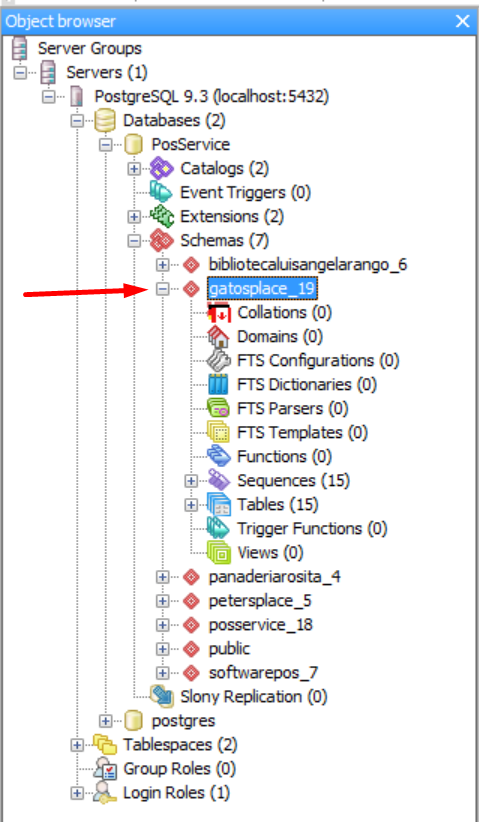 Object browser
Server Groups
Servers (1)
PostgreSQL 9.3 (localhost:5432)
Databases (2)
PosService
Catalogs (2)
Event Triggers (0)
Extensions (2)
Schemas (7)
bibliotecaluisangelarango_6
gatosplace_19
Collations (0)
Domains (0)
FTS Configurations (0)
FTS Dictionaries (0)
FTS Parsers (0)
FTS Templates (0)
Functions (0)
Sequences (15)
Tables (15)
Trigger Functions (0)
Views (0)
panaderiarosita_4
petersplace_5
posservice_18
public
softwarepos_7
Slony Replication (0)
postgres
Tablespaces (2)
Group Roles (0)
Login Roles (1)